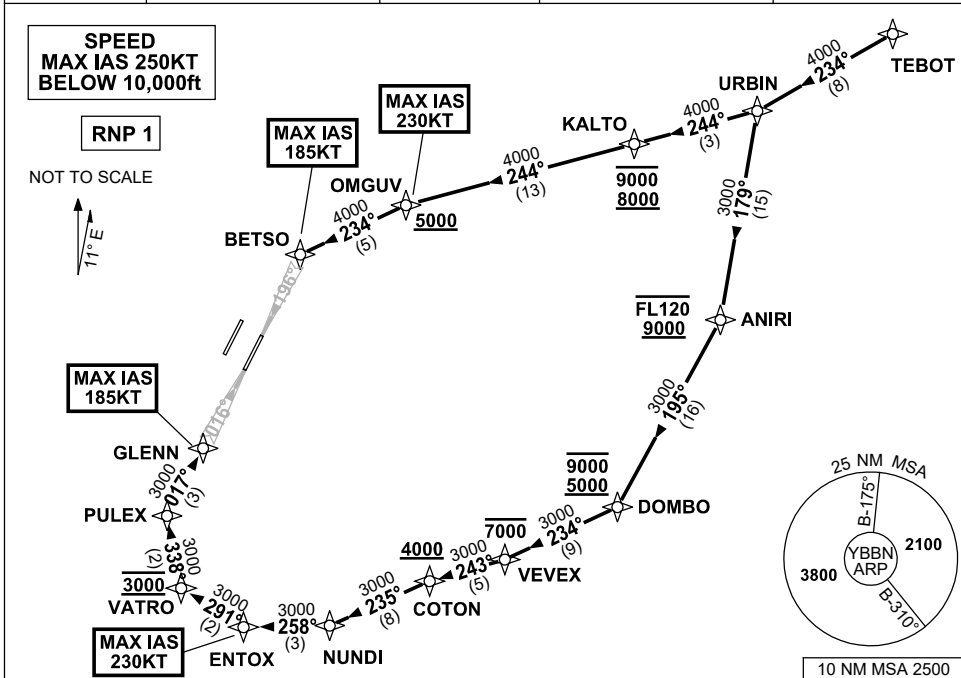 SPEED
MAX IAS 250KT
BELOW 10,000ft
RNP 1
NOT TO SCALE
11° E
TEBOT
4000
234°
(8)
URBIN
4000
244°
(3)
KALTO
9000
8000
4000
244°
(13)
MAX IAS
230KT
OMGUV
5000
4000
234°
(5)
MAX IAS
185KT
BETSO
196°
3000
179°
(15)
FL120
9000
ANIRI
3000
195°
(16)
9000
5000
DOMBO
3000
234°
(9)
7000
VEVEX
3000
243°
(5)
4000
COTON
3000
235°
(8)
NUNDI
3000
258°
(3)
MAX IAS
230KT
ENTOX
3000
291°
(2)
3000
VATRO
3000
338°
(2)
PULEX
3000
017°
(3)
MAX IAS
185KT
GLENN
016°
25 NM MSA
B-175°
YBBN
ARP
2100
3800
B-310°
10 NM MSA 2500